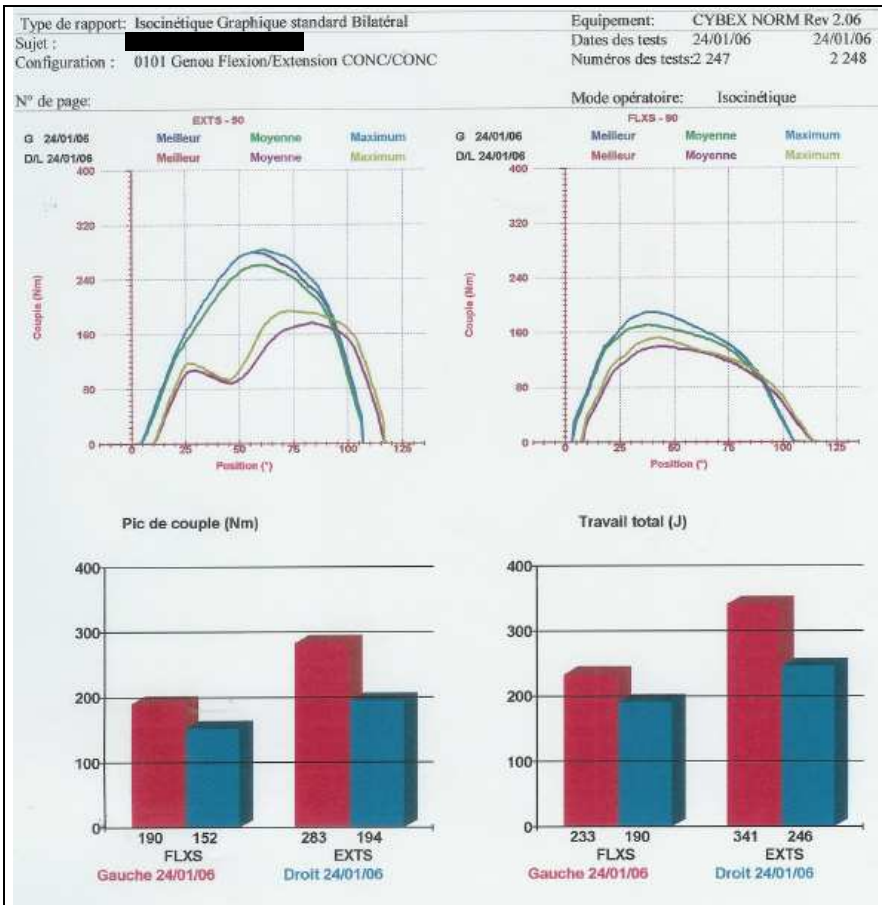 Type de rapport: Isocinétique Graphique standard Bilatéral
Equipement: CYBEX NORM Rev 2.06
Sujet :
Dates des tests 24/01/06 24/01/06
Configuration : 0101 Genou Flexion/Extension CONC/CONC
Numéros des tests:2 247 2 248
N° de page:
Mode opératoire: Isocinétique
EXTS - 90
G 24/01/06 Meilleur Moyenne Maximum
D/L 24/01/06 Meilleur Moyenne Maximum
400
320
240
160
80
0
Couple (Nm)
0 25 50 75 100 125
Position (°)
FLXS - 90
G 24/01/06 Meilleur Moyenne Maximum
D/L 24/01/06 Meilleur Moyenne Maximum
400
320
240
160
80
0
Couple (Nm)
0 25 50 75 100 125
Position (°)
Pic de couple (Nm)
400
300
200
100
0
190 152 283 194
FLXS EXTS
Gauche 24/01/06 Droit 24/01/06
Travail total (J)
400
300
200
100
0
233 190 341 246
FLXS EXTS
Gauche 24/01/06 Droit 24/01/06